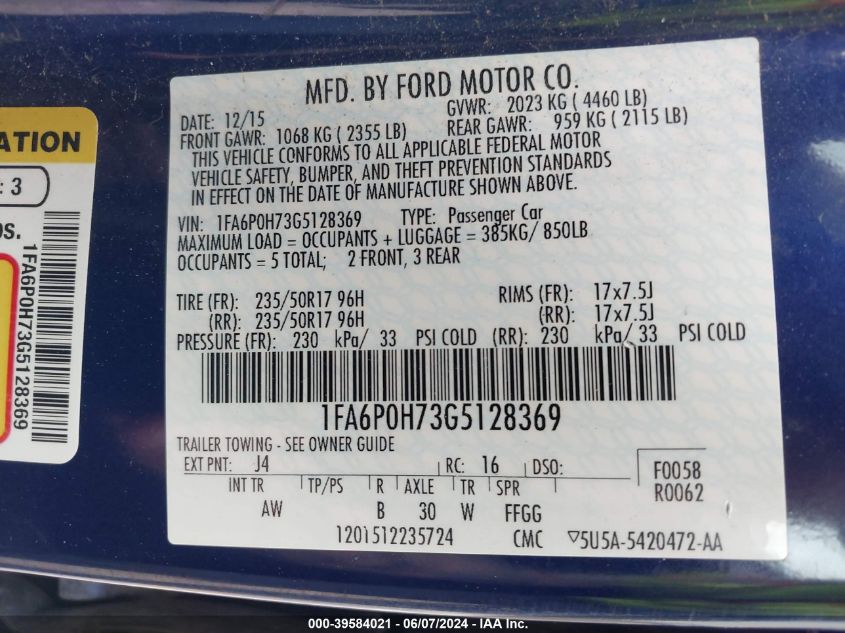 MFD. BY FORD MOTOR CO.
DATE: 12/15 GVWR: 2023 KG ( 4460 LB)
FRONT GAWR: 1068 KG ( 2355 LB) REAR GAWR: 959 KG ( 2115 LB)
THIS VEHICLE CONFORMS TO ALL APPLICABLE FEDERAL MOTOR
VEHICLE SAFETY, BUMPER, AND THEFT PREVENTION STANDARDS
IN EFFECT ON THE DATE OF MANUFACTURE SHOWN ABOVE.
VIN: 1FA6P0H73G5128369 TYPE: Passenger Car
MAXIMUM LOAD = OCCUPANTS + LUGGAGE = 385KG/ 850LB
OCCUPANTS = 5 TOTAL; 2 FRONT, 3 REAR
TIRE (FR): 235/50R17 96H RIMS (FR): 17x7.5J
(RR): 235/50R17 96H (RR): 17x7.5J
PRESSURE (FR): 230 kPa/ 33 PSI COLD (RR): 230 kPa/ 33 PSI COLD
1FA6P0H73G5128369
TRAILER TOWING - SEE OWNER GUIDE
EXT PNT: J4 RC: 16 DSO: F0058
R0062
INT TR TP/PS R AXLE TR SPR
AW B 30 W FFGG
1201512235724 CMC ▽5U5A-5420472-AA
ATION
: 3
os.
1FA6P0H73G5128369
000-39584021 - 06/07/2024 - IAA Inc.